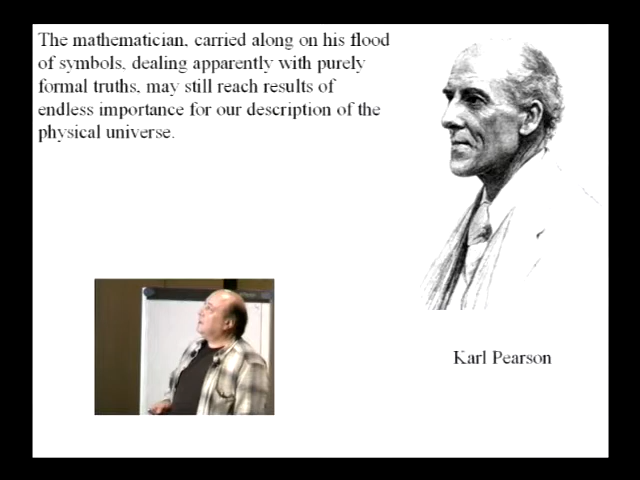 The mathematician, carried along on his flood
of symbols, dealing apparently with purely
formal truths, may still reach results of
endless importance for our description of the
physical universe.
Karl Pearson